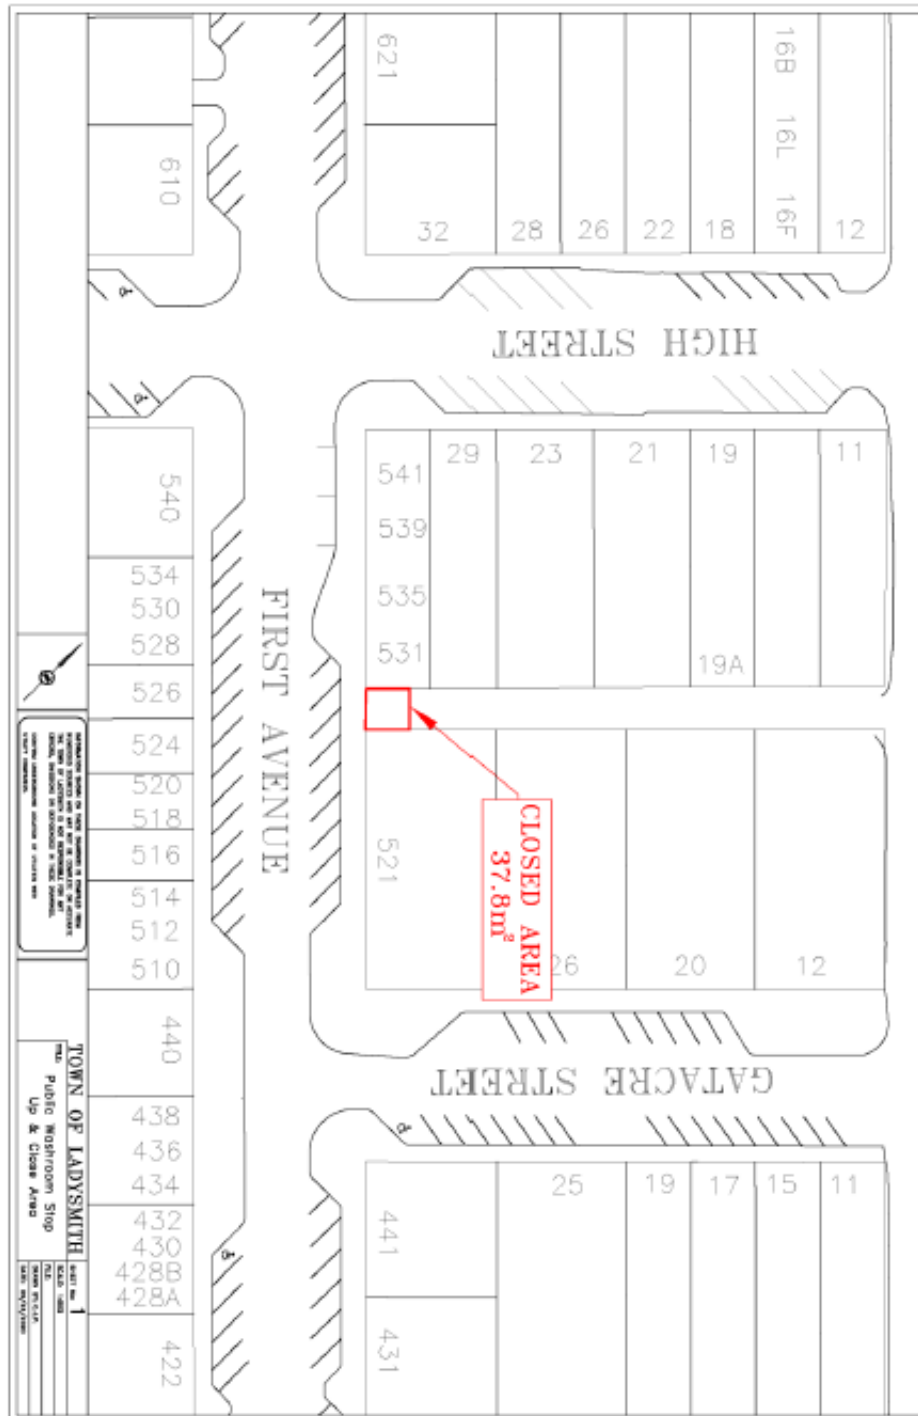 621
16B 16L 16F
610
32 28 26 22 18 12
HIGH STREET
540
541
539
535
531
29 23 21 19 11
19A
534
530
528
526
524
520
518
516
514
512
510
FIRST AVENUE
521
CLOSED AREA
37.8m²
26 20 12
440
GATACRE STREET
438
436
434
432
430
428B
428A
422
441
431
25 19 17 15 11
TOWN OF LADYSMITH
Public Washroom Stop
Up & Close Area
1